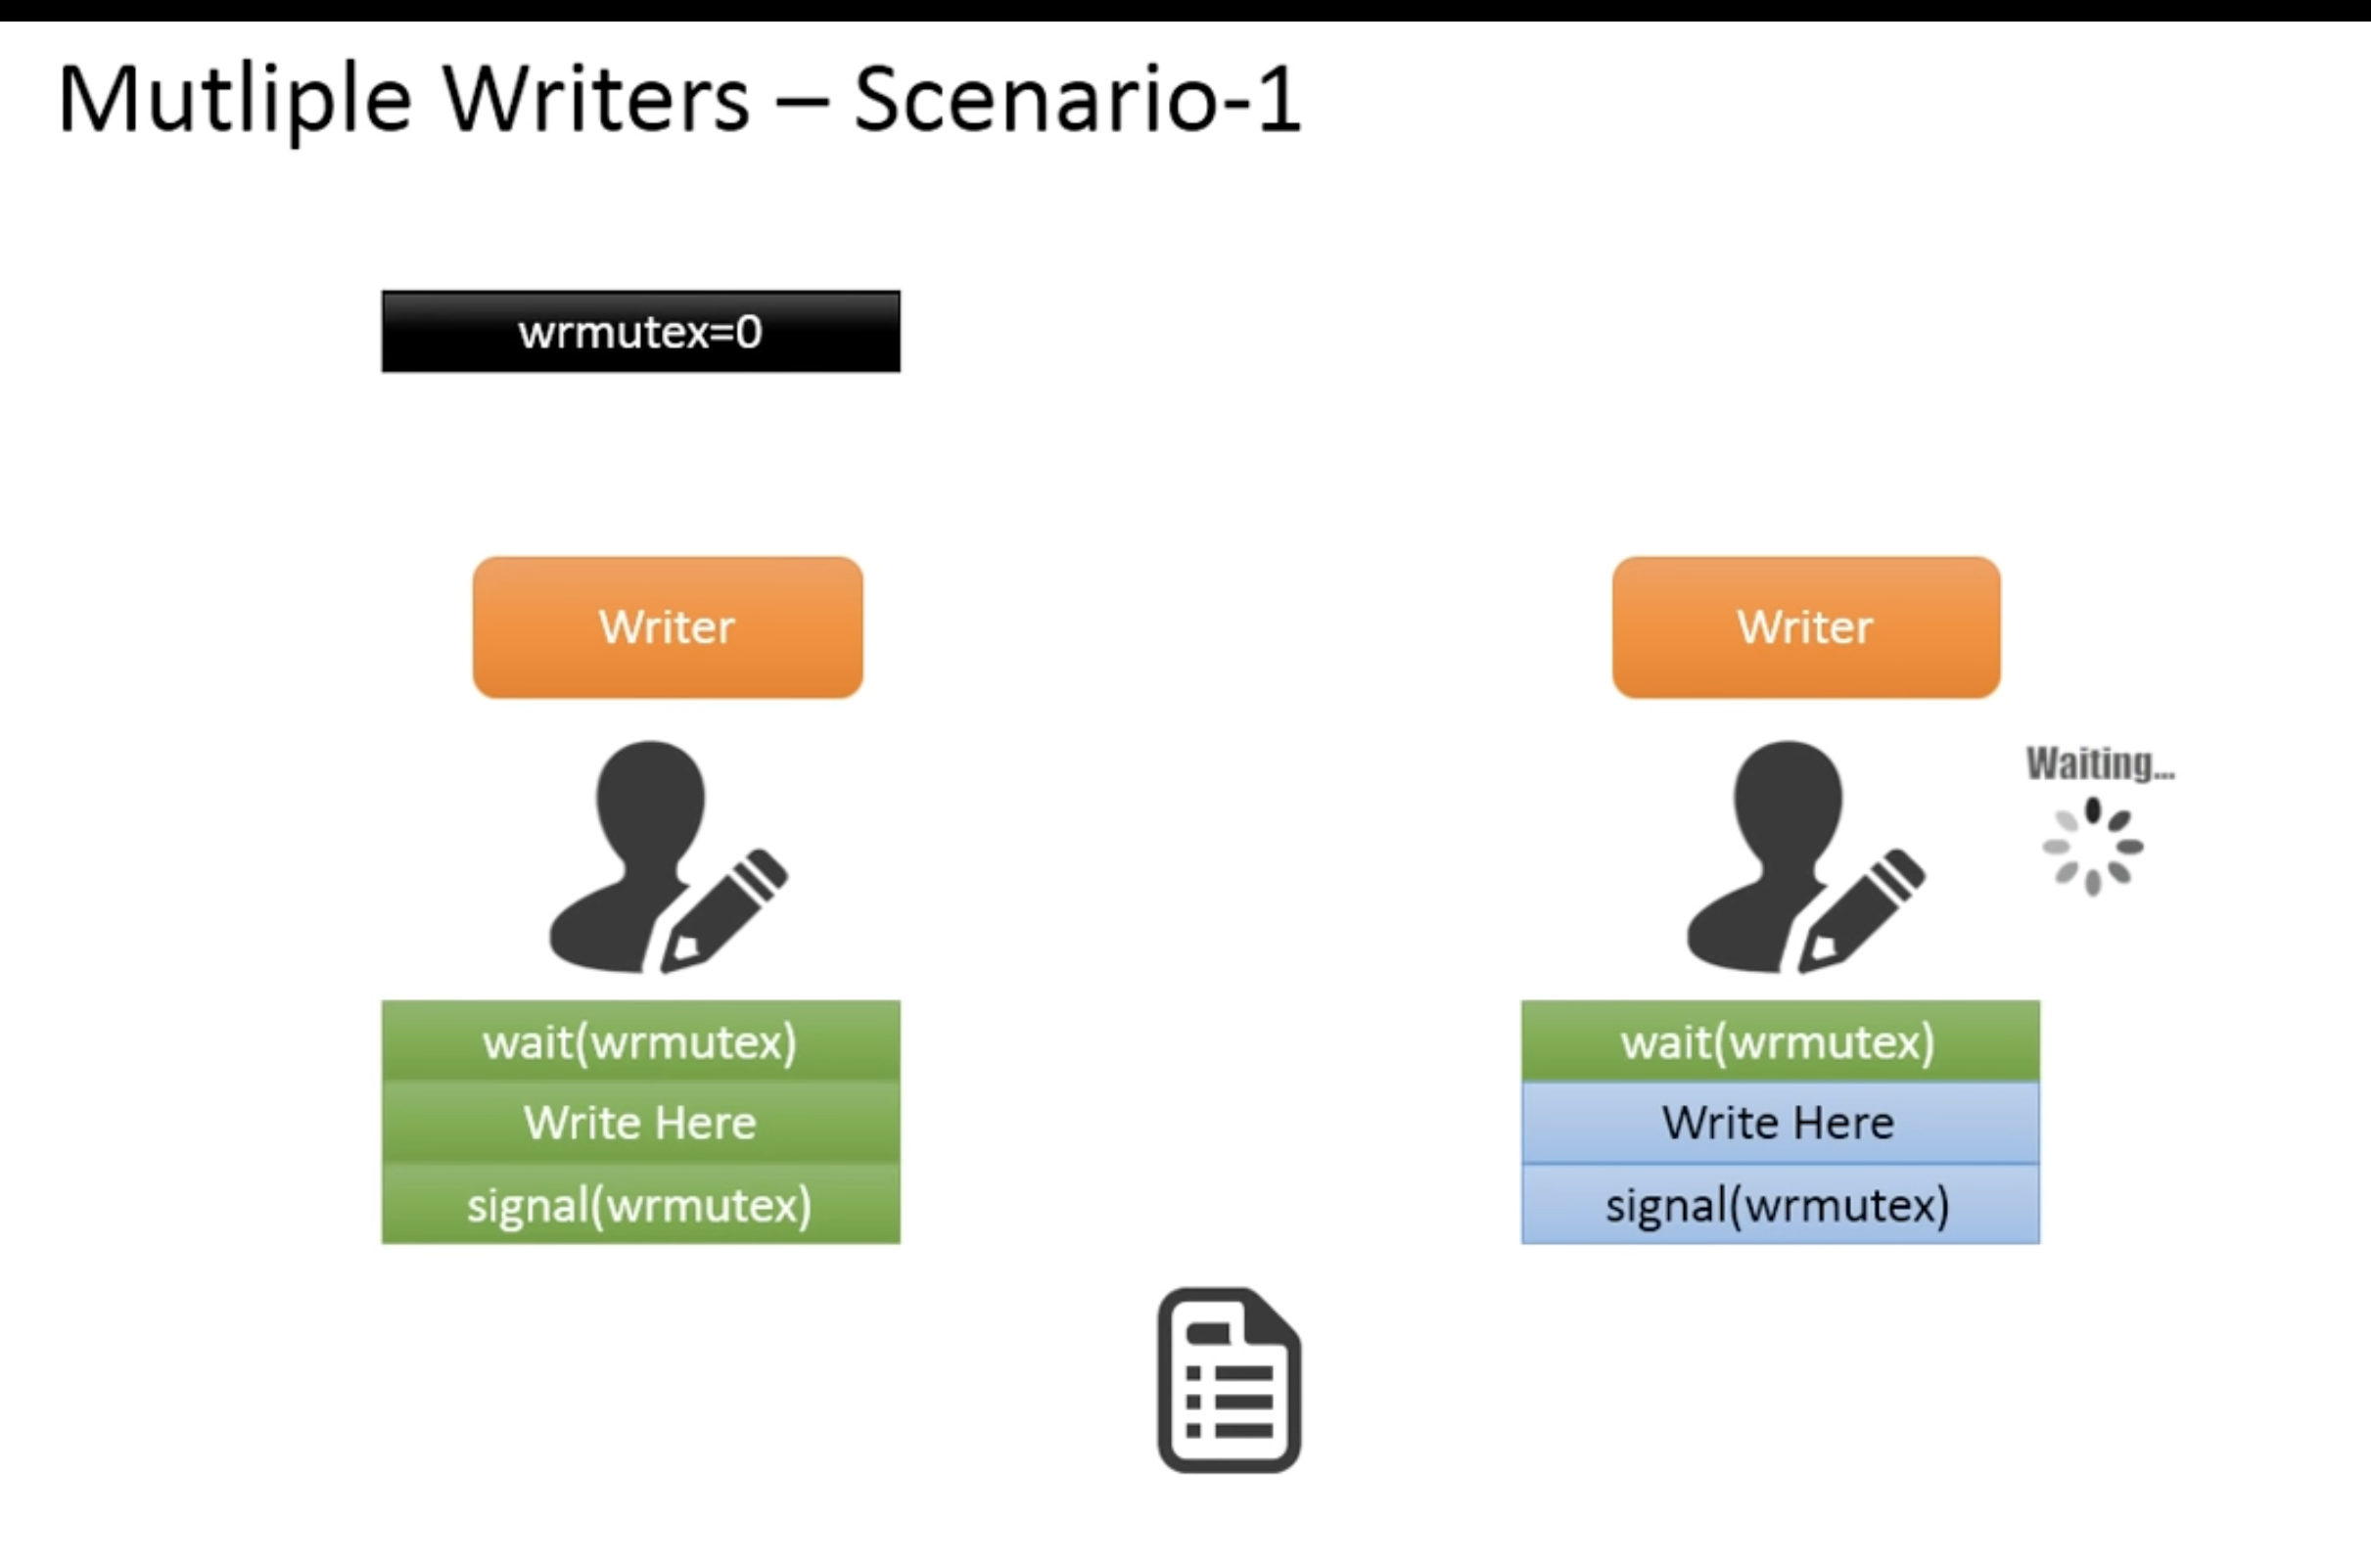 Mutliple Writers – Scenario-1
wrmutex=0
Writer
Writer
Waiting...
wait(wrmutex)
Write Here
signal(wrmutex)
wait(wrmutex)
Write Here
signal(wrmutex)